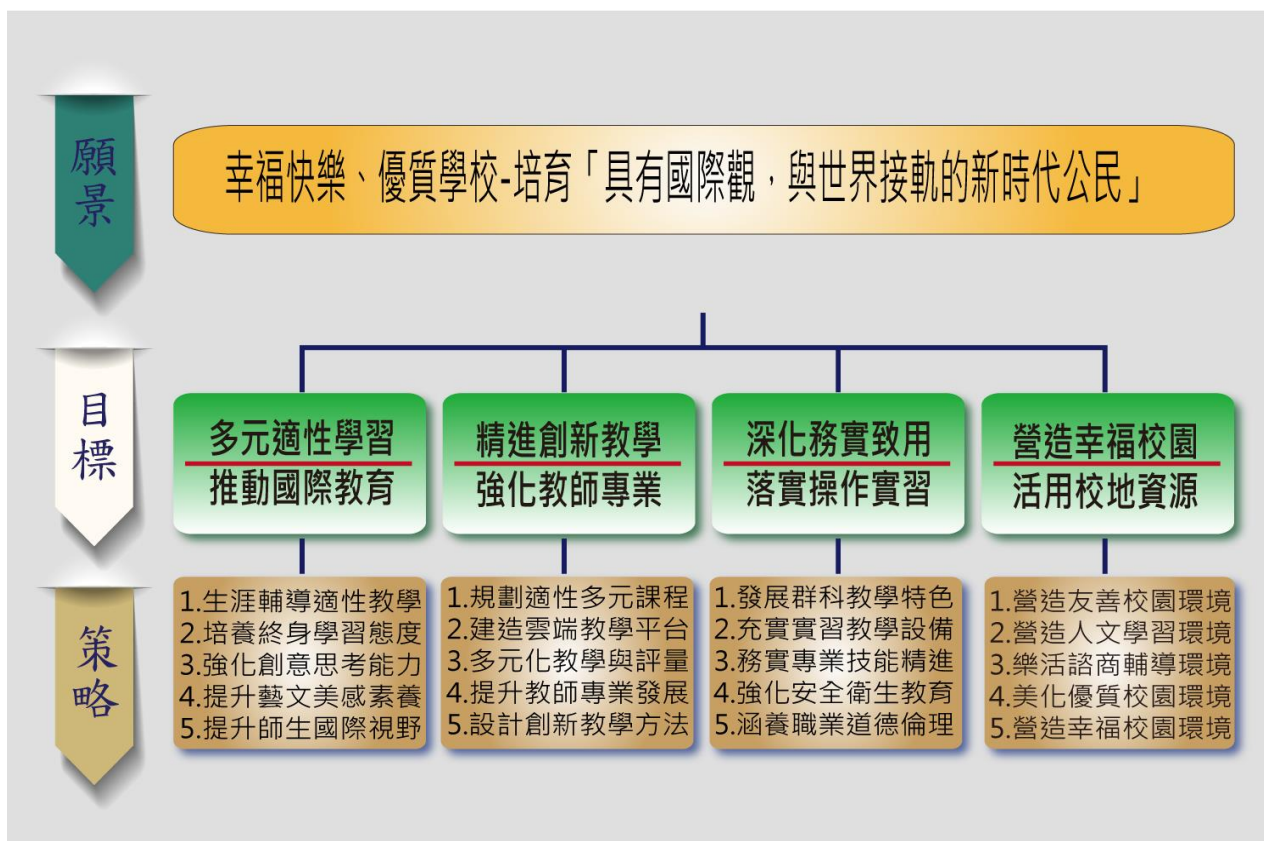 願景
幸福快樂、優質學校-培育「具有國際觀，與世界接軌的新時代公民」
目標
多元適性學習
推動國際教育
精進創新教學
強化教師專業
深化務實致用
落實操作實習
營造幸福校園
活用校地資源
策略
1.生涯輔導適性教學
2.培養終身學習態度
3.強化創意思考能力
4.提升藝文美感素養
5.提升師生國際視野
1.規劃適性多元課程
2.建造雲端教學平台
3.多元化教學與評量
4.提升教師專業發展
5.設計創新教學方法
1.發展群科教學特色
2.充實實習教學設備
3.務實專業技能精進
4.強化安全衛生教育
5.涵養職業道德倫理
1.營造友善校園環境
2.營造人文學習環境
3.樂活諮商輔導環境
4.美化優質校園環境
5.營造幸福校園環境